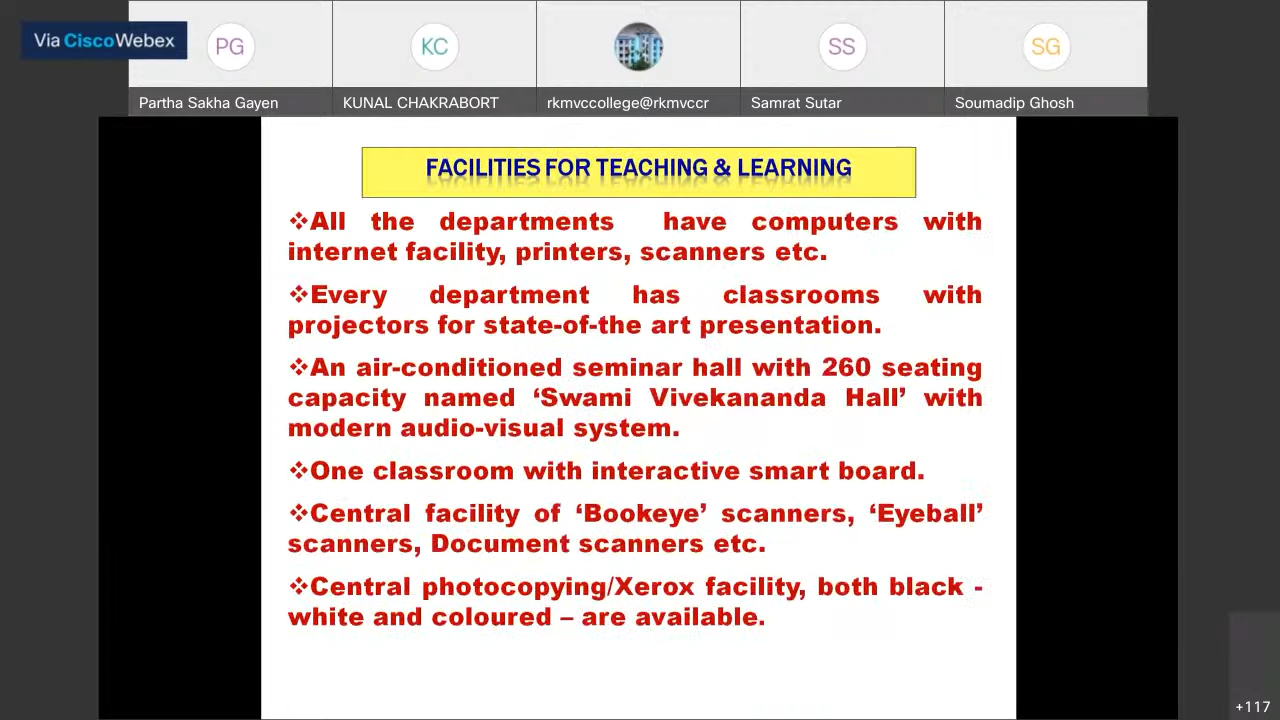 Via Cisco Webex
PG
KC
SS
SG
Partha Sakha Gayen
KUNAL CHAKRABORT
rkmvccollege@rkmvccr
Samrat Sutar
Soumadip Ghosh
FACILITIES FOR TEACHING & LEARNING
❖All the departments have computers with
internet facility, printers, scanners etc.
❖Every department has classrooms with
projectors for state-of-the art presentation.
❖An air-conditioned seminar hall with 260 seating
capacity named ‘Swami Vivekananda Hall’ with
modern audio-visual system.
❖One classroom with interactive smart board.
❖Central facility of ‘Bookeye’ scanners, ‘Eyeball’
scanners, Document scanners etc.
❖Central photocopying/Xerox facility, both black -
white and coloured – are available.
+117